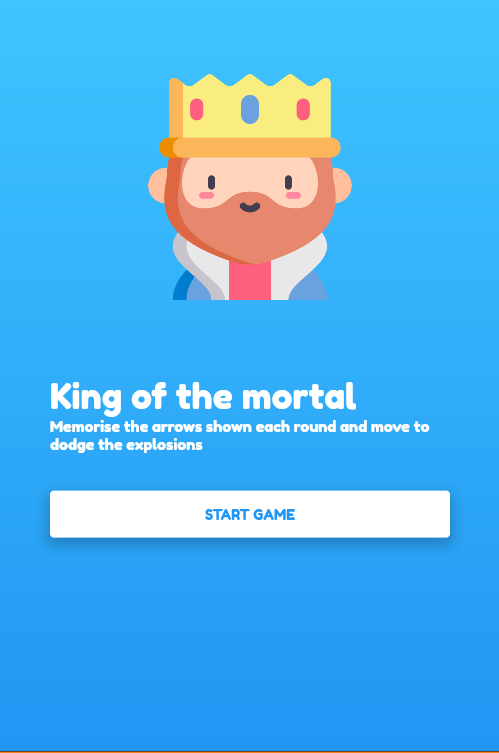 King of the mortal
Memorise the arrows shown each round and move to
dodge the explosions
START GAME